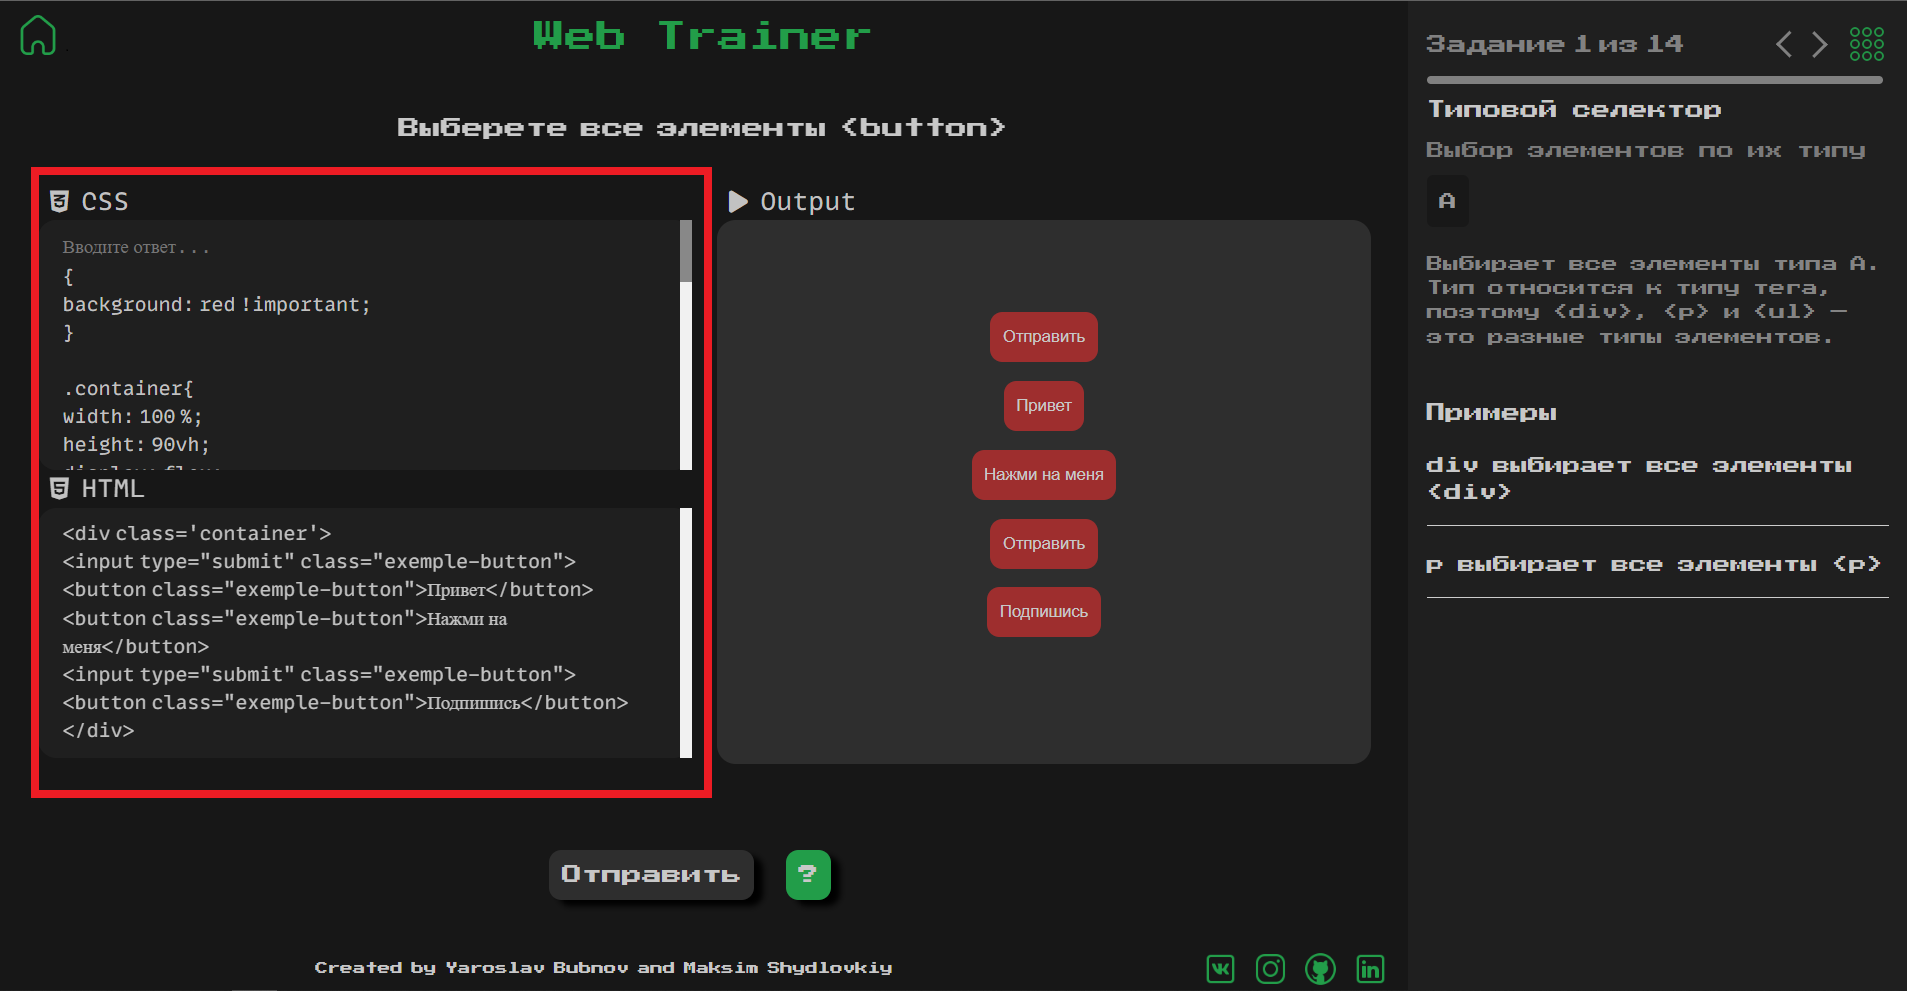 Web Trainer
Выберете все элементы <button>
CSS
Вводите ответ...
{
background: red !important;
}
.container{
width: 100%;
height: 90vh;
HTML
<div class='container'>
<input type="submit" class="exemple-button">
<button class="exemple-button">Привет</button>
<button class="exemple-button">Нажми на
меня</button>
<input type="submit" class="exemple-button">
<button class="exemple-button">Подпишись</button>
</div>
Output
Отправить
Привет
Нажми на меня
Отправить
Подпишись
Отправить
?
Created by Yaroslav Bubnov and Maksim Shydlovkiy
Задание 1 из 14
Типовой селектор
Выбор элементов по их типу
A
Выбирает все элементы типа A.
Тип относится к типу тега,
поэтому <div>, <p> и <ul> —
это разные типы элементов.
Примеры
div выбирает все элементы
<div>
p выбирает все элементы <p>